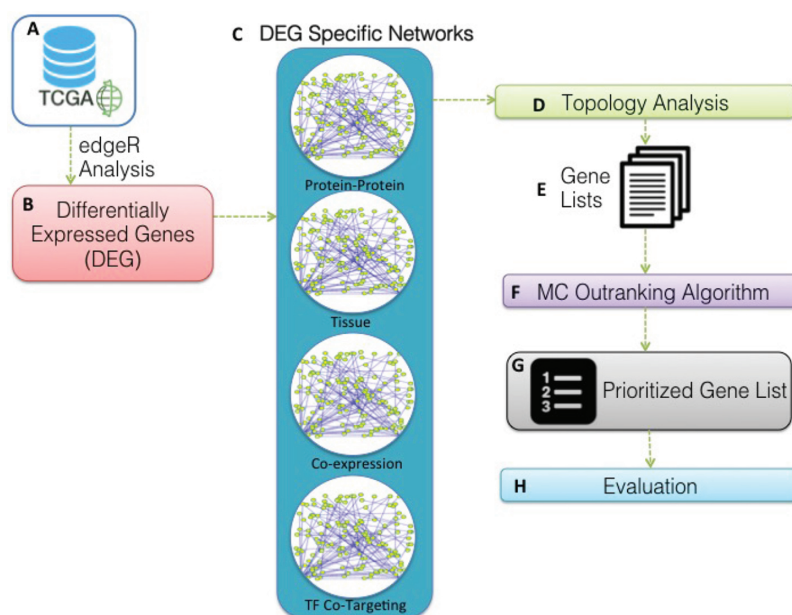 A
TCGA
edgeR
Analysis
B
Differentially
Expressed Genes
(DEG)
C DEG Specific Networks
Protein-Protein
Tissue
Co-expression
TF Co-Targeting
D Topology Analysis
E Gene
Lists
F MC Outranking Algorithm
G
1
2
3
Prioritized Gene List
H Evaluation